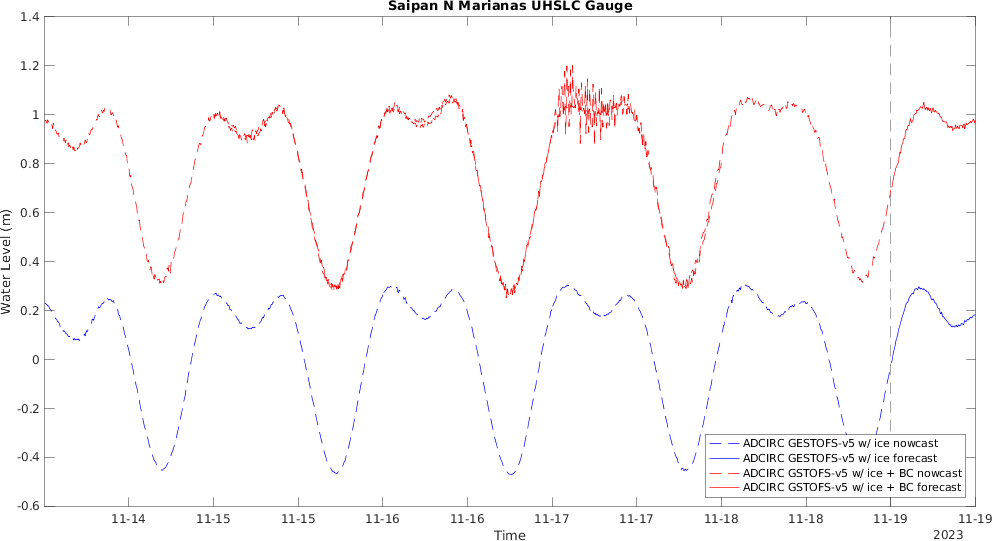 Saipan N Marianas UHSLC Gauge
1.4
1.2
1
0.8
0.6
0.4
0.2
0
-0.2
-0.4
-0.6
Water Level (m)
ADCIRC GESTOFS-v5 w/ ice nowcast
ADCIRC GESTOFS-v5 w/ ice forecast
ADCIRC GSTOFS-v5 w/ ice + BC nowcast
ADCIRC GSTOFS-v5 w/ ice + BC forecast
11-14 11-15 11-15 11-16 11-16 11-17 11-17 11-18 11-18 11-19 11-19
Time
2023